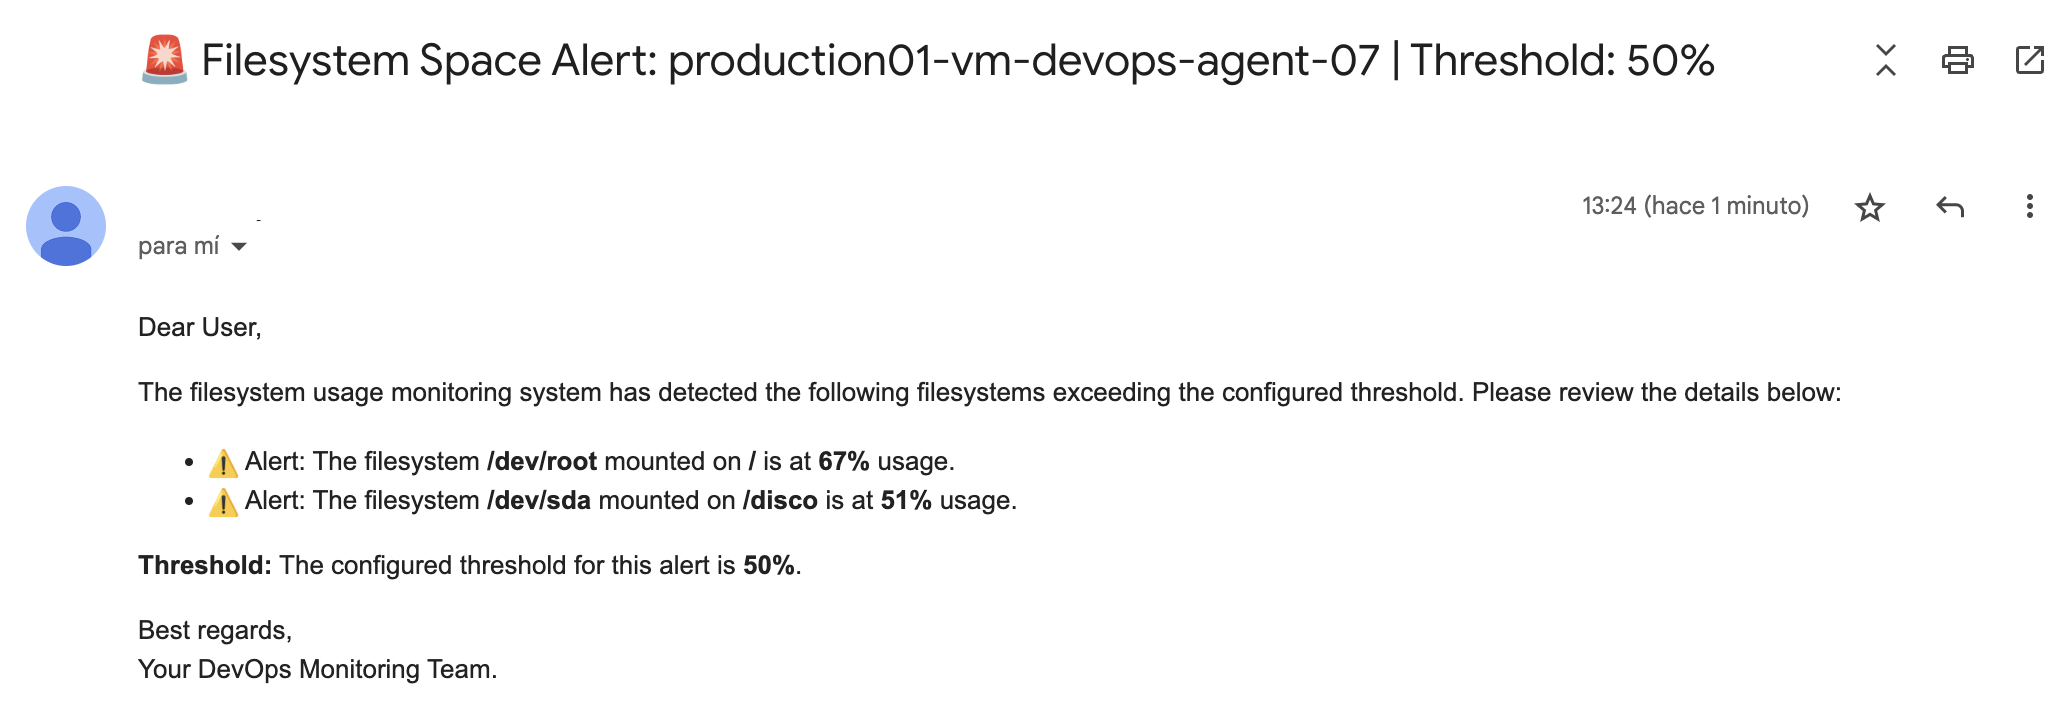 🚨 Filesystem Space Alert: production01-vm-devops-agent-07 | Threshold: 50%
13:24 (hace 1 minuto)
para mí
Dear User,
The filesystem usage monitoring system has detected the following filesystems exceeding the configured threshold. Please review the details below:
• ⚠️ Alert: The filesystem /dev/root mounted on / is at 67% usage.
• ⚠️ Alert: The filesystem /dev/sda mounted on /disco is at 51% usage.
Threshold: The configured threshold for this alert is 50%.
Best regards,
Your DevOps Monitoring Team.